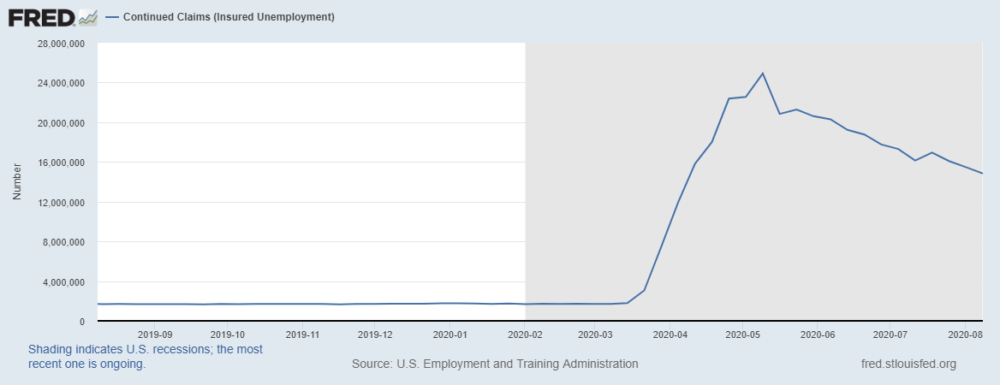 FRED
Continued Claims (Insured Unemployment)
28,000,000
24,000,000
20,000,000
16,000,000
12,000,000
8,000,000
4,000,000
0
Number
2019-09 2019-10 2019-11 2019-12 2020-01 2020-02 2020-03 2020-04 2020-05 2020-06 2020-07 2020-08
Shading indicates U.S. recessions; the most
recent one is ongoing.
Source: U.S. Employment and Training Administration
fred.stlouisfed.org